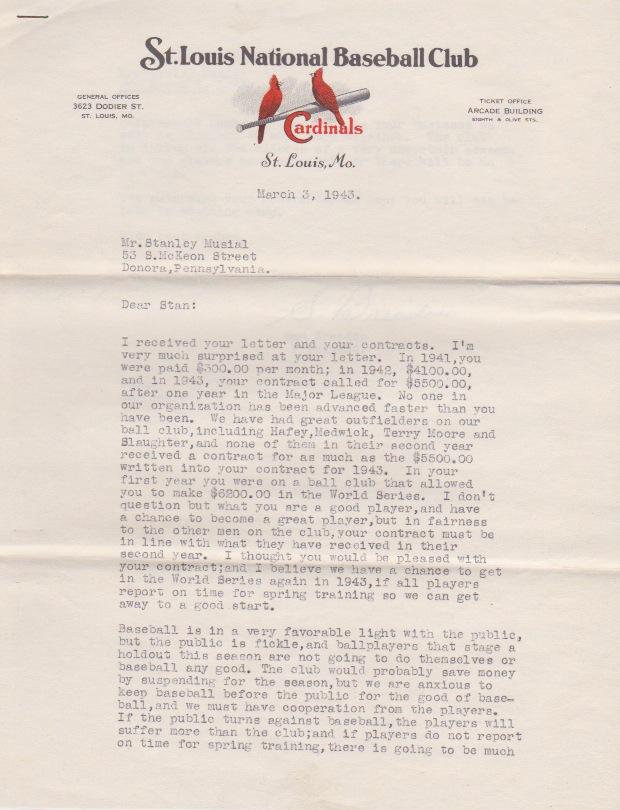 St. Louis National Baseball Club
GENERAL OFFICES
3623 DODIER ST.
ST. LOUIS, MO.
Cardinals
TICKET OFFICE
ARCADE BUILDING
EIGHTH & OLIVE STS.
St. Louis, Mo.
March 3, 1943.
Mr.Stanley Musial
53 S.McKeon Street
Donora,Pennsylvania.
Dear Stan:
I received your letter and your contracts.  I'm
very much surprised at your letter.  In 1941,you
were paid $300.00 per month; in 1942, $4100.00,
and in 1943, your contract called for $5500.00,
after one year in the Major League.  No one in
our organization has been advanced faster than you
have been.  We have had great outfielders on our
ball club,including Hafey,Medwick, Terry Moore and
Slaughter,and none of them in their second year
received a contract for as much as the $5500.00
written into your contract for 1943.  In your
first year you were on a ball club that allowed
you to make $6200.00 in the World Series.  I don't
question but what you are a good player,and have
a chance to become a great player,but in fairness
to the other men on the club,your contract must be
in line with what they have received in their
second year.  I thought you would be pleased with
your contract;and I believe we have a chance to get
in the World Series again in 1943,if all players
report on time for spring training so we can get
away to a good start.
Baseball is in a very favorable light with the public,
but the public is fickle,and ballplayers that stage a
holdout this season are not going to do themselves or
baseball any good. The club would probably save money
by suspending for the season,but we are anxious to
keep baseball before the public for the good of base-
ball,and we must have cooperation from the players.
If the public turns against baseball,the players will
suffer more than the club;and if players do not report
on time for spring training,there is going to be much